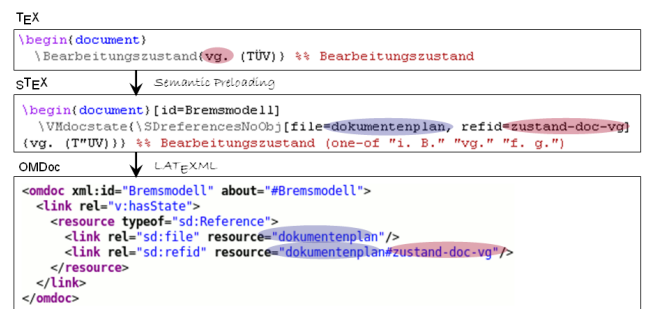 TEX
\begin{document}
\Bearbeitungszustand{vg. (TÜV)} %% Bearbeitungszustand
Semantic Preloading
STEX
\begin{document}[id=Bremsmodell]
\VMdocstate{\SDreferencesNoObj[file=dokumentenplan, refid=zustand-doc-vg]
{vg. (T"UV)}} %% Bearbeitungszustand (one-of "i. B." "vg." "f. g.")
LATEXML
OMDoc
<omdoc xml:id="Bremsmodell" about="#Bremsmodell">
<link rel="v:hasState">
<resource typeof="sd:Reference">
<link rel="sd:file" resource="dokumentenplan"/>
<link rel="sd:refid" resource="dokumentenplan#zustand-doc-vg"/>
</resource>
</link>
</omdoc>